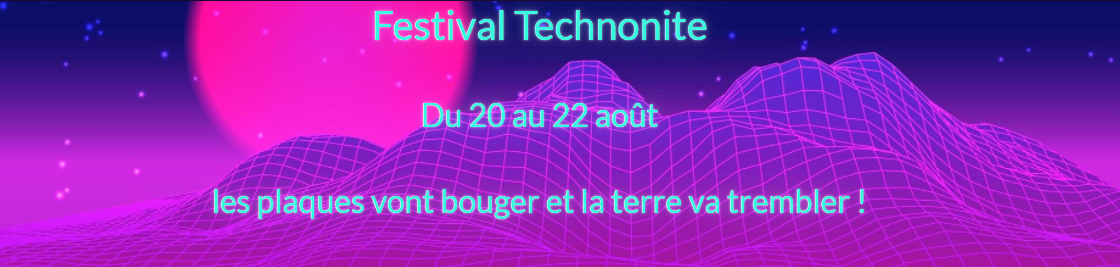 Festival Technonite
Du 20 au 22 août
les plaques vont bouger et la terre va trembler !